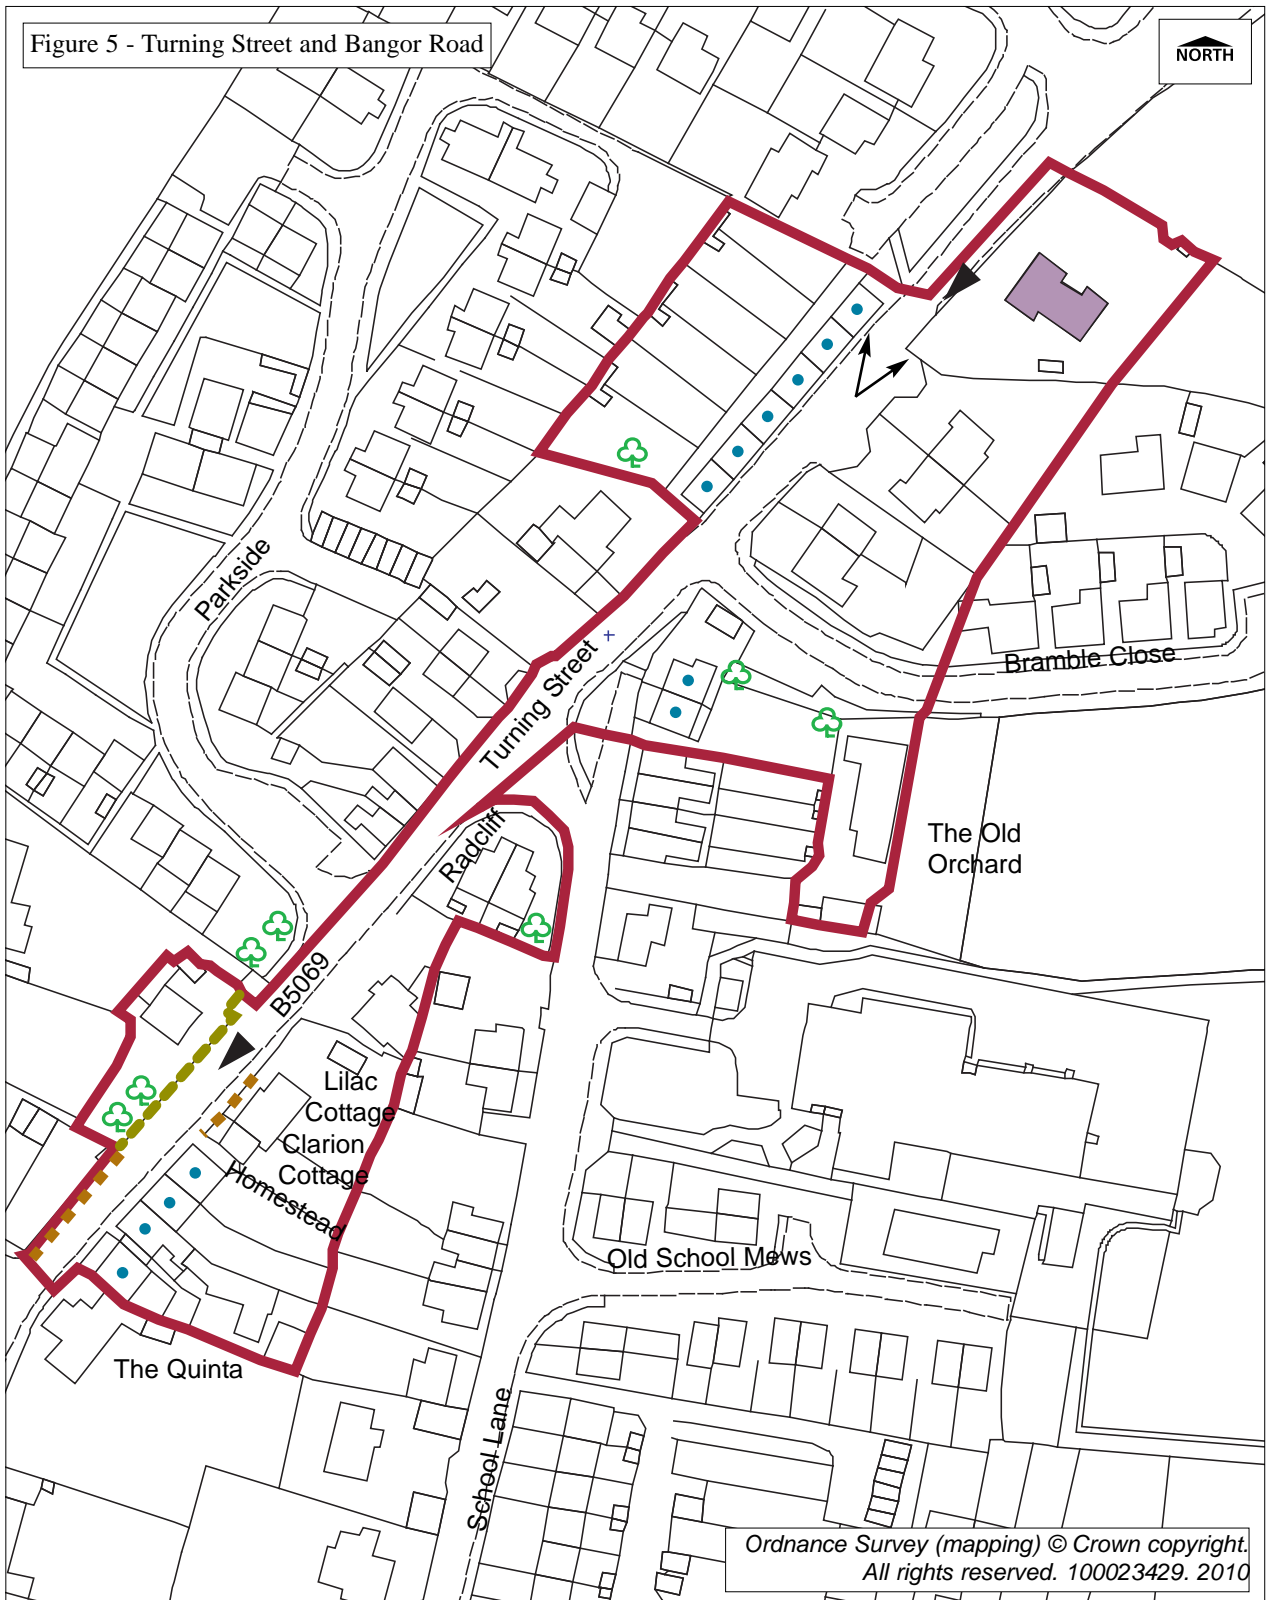 Figure 5 - Turning Street and Bangor Road
NORTH
Parkside
Turning Street
Bramble Close
Radcliff
The Old
Orchard
B5069
Lilac
Cottage
Clarion
Cottage
Homestead
Old School Mews
The Quinta
School Lane
Ordnance Survey (mapping) © Crown copyright.
All rights reserved. 100023429. 2010